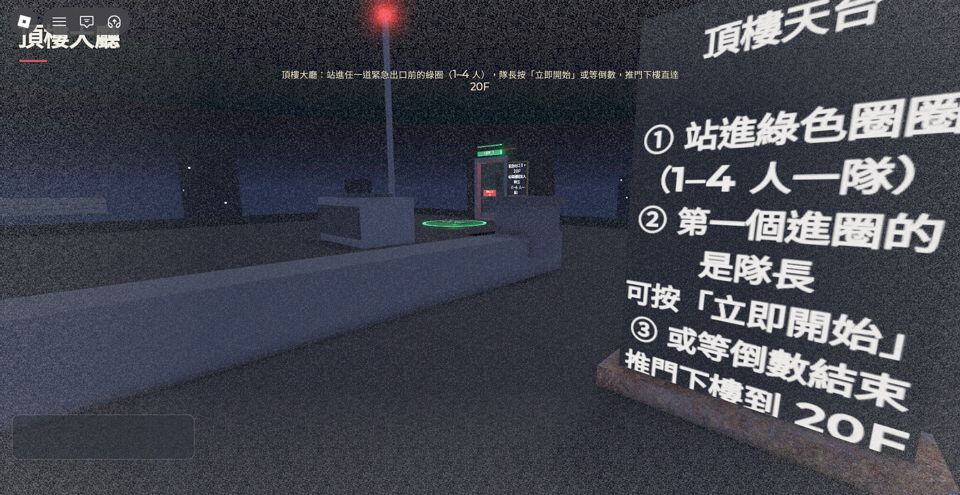 頂樓大廳
頂樓大廳：站進任一道緊急出口前的綠圈（1–4 人），隊長按「立即開始」或等倒數，推門下樓直達
20F
頂樓天台
① 站進綠色圈圈
（1–4 人一隊）
② 第一個進圈的
是隊長
可按「立即開始」
③ 或等倒數結束
推門下樓到 20F